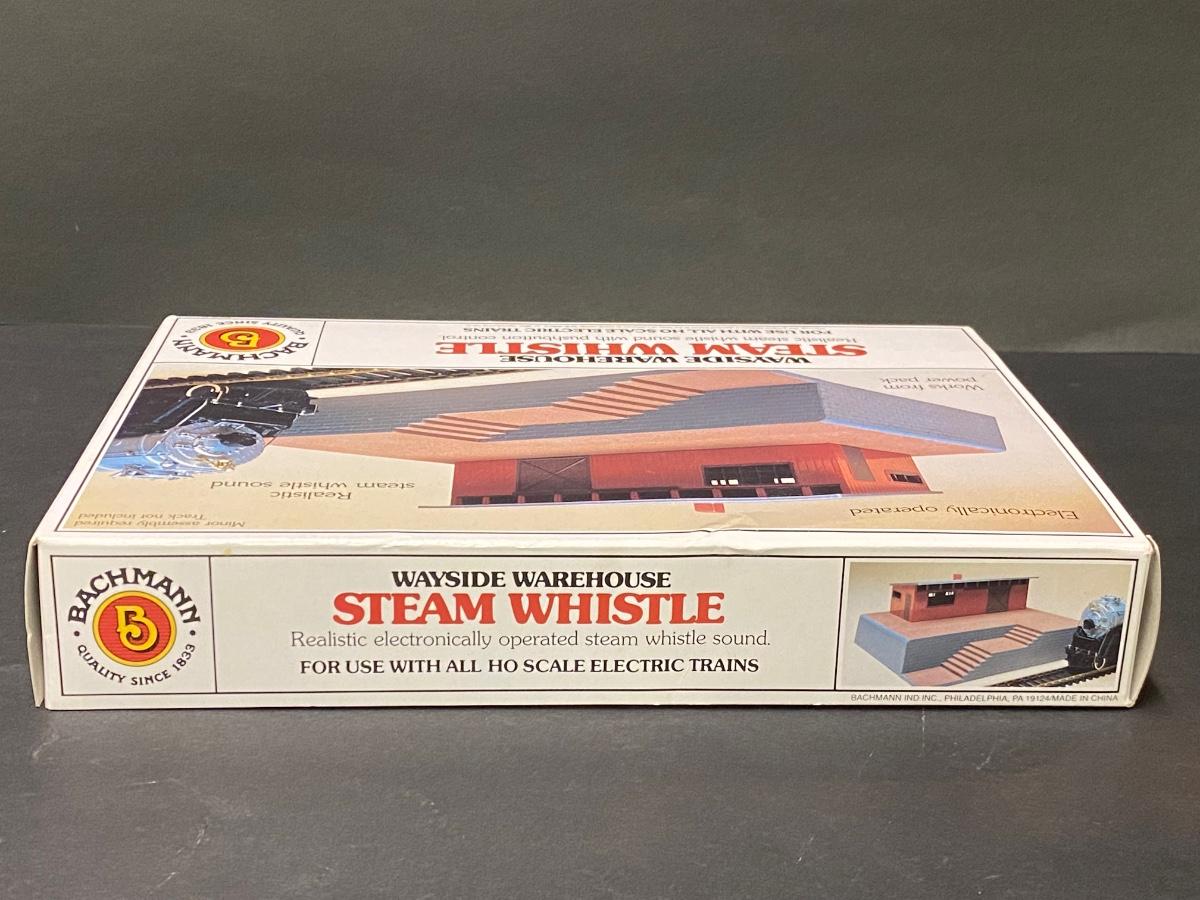 BACHMANN
B
QUALITY SINCE 1833
WAYSIDE WAREHOUSE
STEAM WHISTLE
Realistic steam whistle sound with pushbutton control
FOR USE WITH ALL HO SCALE ELECTRIC TRAINS
Works from
power pack
Realistic
steam whistle sound
Electronically operated
Minor assembly required
Track not included
BACHMANN
B
QUALITY SINCE 1833
WAYSIDE WAREHOUSE
STEAM WHISTLE
Realistic electronically operated steam whistle sound.
FOR USE WITH ALL HO SCALE ELECTRIC TRAINS
BACHMANN IND INC., PHILADELPHIA, PA 19124/MADE IN CHINA